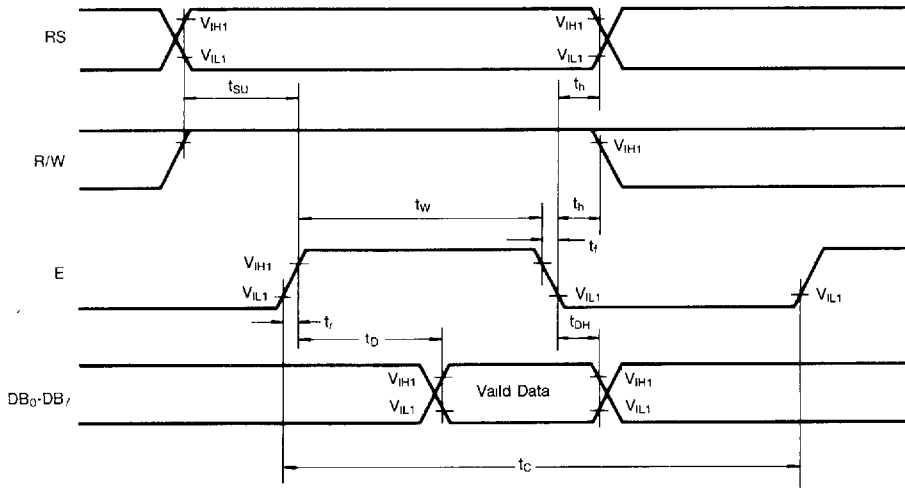 RS
V_IH1
V_IL1
V_IH1
V_IL1
t_SU
t_h
R/W
V_IH1
t_W
t_h
t_f
E
V_IH1
V_IL1
V_IL1
V_IL1
t_r
t_D
t_DH
DB₀-DB₇
V_IH1
V_IL1
Vaild Data
V_IH1
V_IL1
t_C